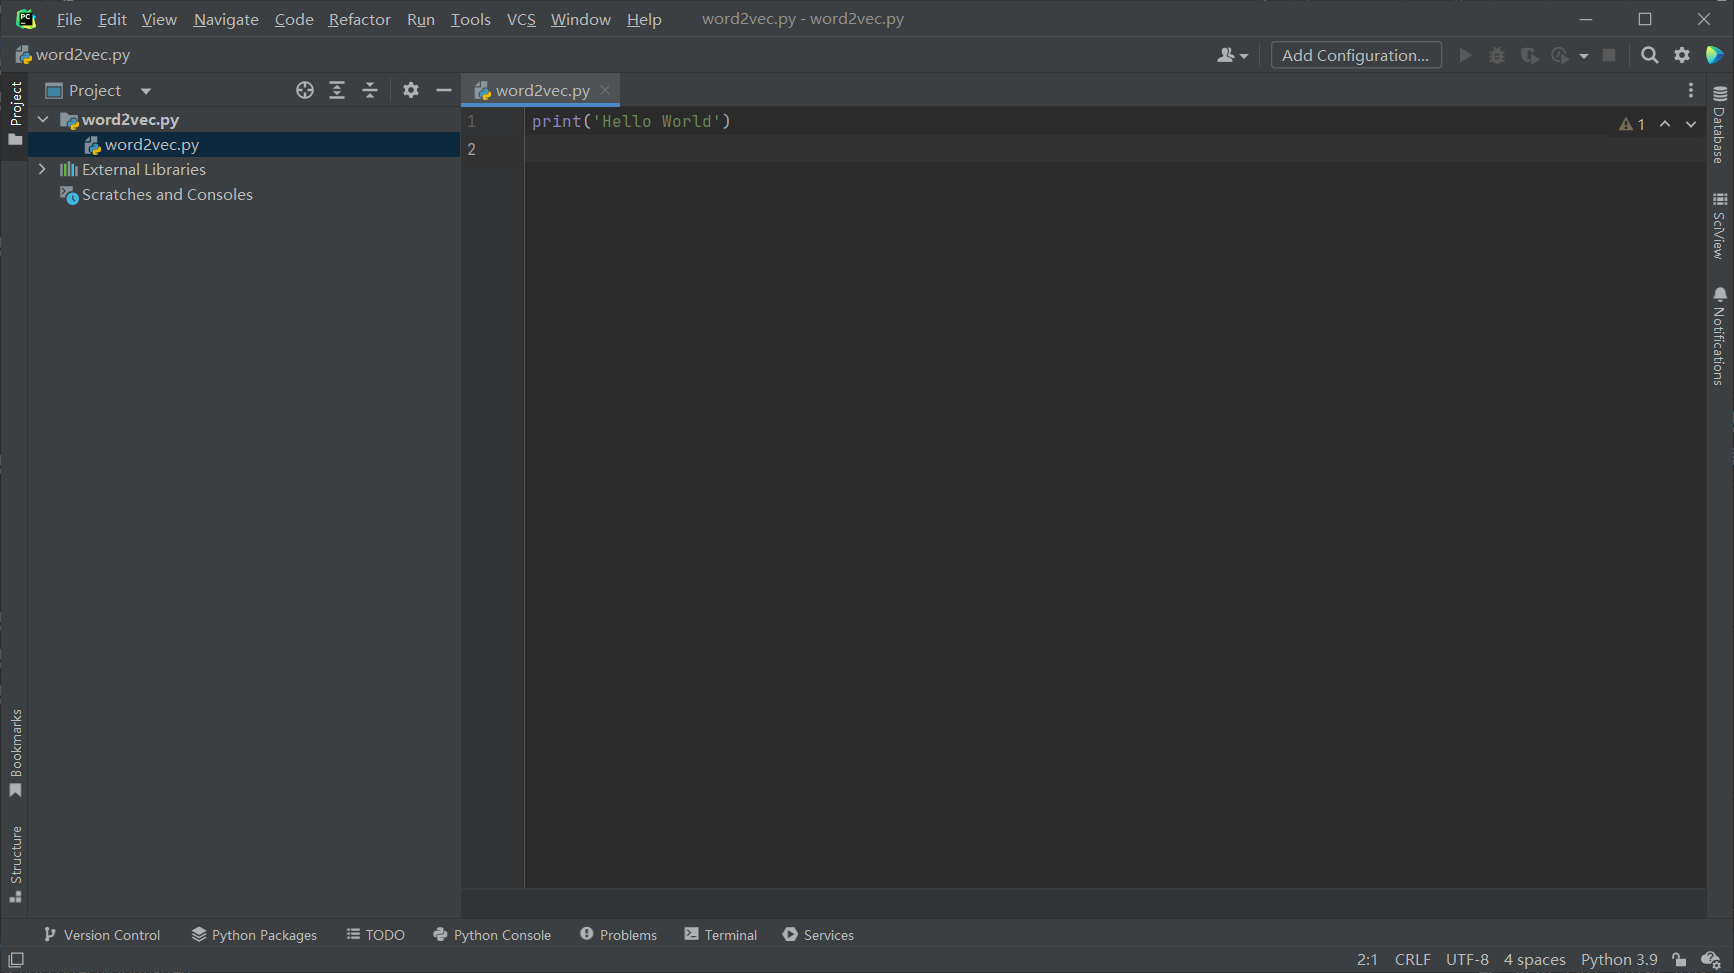 File Edit View Navigate Code Refactor Run Tools VCS Window Help word2vec.py - word2vec.py
word2vec.py Add Configuration...
Project
Project
word2vec.py
word2vec.py
External Libraries
Scratches and Consoles
Bookmarks
Structure
word2vec.py
1 print('Hello World')
2
1
Database
SciView
Notifications
Version Control Python Packages TODO Python Console Problems Terminal Services
2:1 CRLF UTF-8 4 spaces Python 3.9